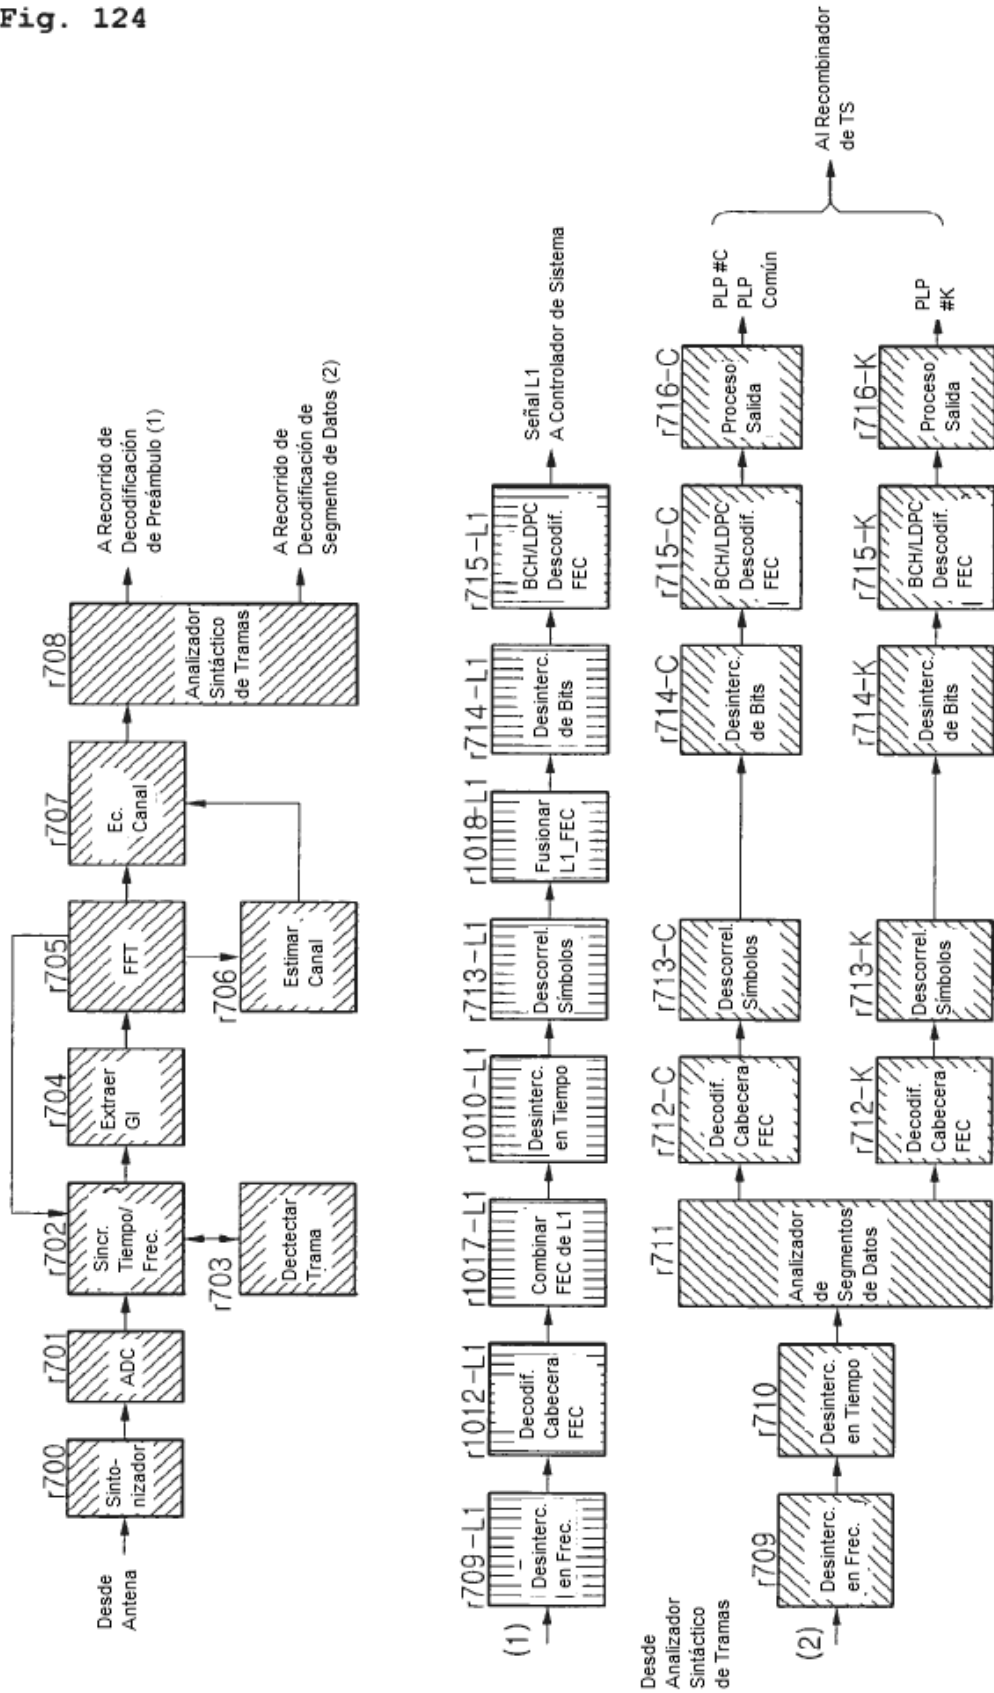 Fig. 124
Desde
Antena
r700
Sinto-
nizador
r701
ADC
r702
Sincr.
Tiempo/
Frec.
r703
Dectectar
Trama
r704
Extraer
GI
r705
FFT
r706
Estimar
Canal
r707
Ec.
Canal
r708
Analizador
Sintáctico
de Tramas
A Recorrido de
Decodificación
de Preámbulo (1)
A Recorrido de
Decodificación de
Segmento de Datos (2)
(1)
r709-L1
Desinterc.
en Frec.
r1012-L1
Decodif.
Cabecera
FEC
r1017-L1
Combinar
FEC de L1
r1010-L1
Desinterc.
en Tiempo
r713-L1
Descorrel.
Símbolos
r1018-L1
Fusionar
L1_FEC
r714-L1
Desinterc.
de Bits
r715-L1
BCH/LDPC
Descodif.
FEC
Señal L1
A Controlador de Sistema
Desde
Analizador
Sintáctico
de Tramas
(2)
r709
Desinterc.
en Frec.
r710
Desinterc.
en Tiempo
r711
Analizador
de
Segmentos
de Datos
r712-C
Decodif.
Cabecera
FEC
r713-C
Descorrel.
Símbolos
r714-C
Desinterc.
de Bits
r715-C
BCH/LDPC
Descodif.
FEC
r716-C
Proceso
Salida
PLP #C
PLP
Común
r712-K
Decodif.
Cabecera
FEC
r713-K
Descorrel.
Símbolos
r714-K
Desinterc.
de Bits
r715-K
BCH/LDPC
Descodif.
FEC
r716-K
Proceso
Salida
PLP
#K
Al Recombinador
de TS